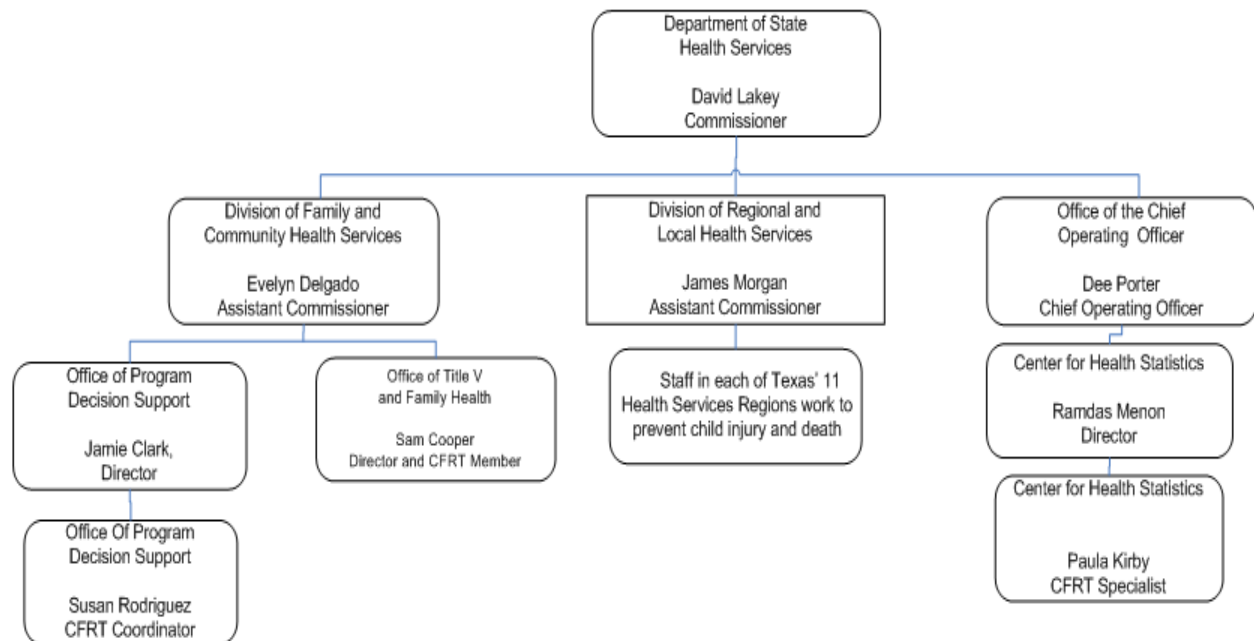 Department of State
Health Services
David Lakey
Commissioner
Division of Family and
Community Health Services
Evelyn Delgado
Assistant Commissioner
Division of Regional and
Local Health Services
James Morgan
Assistant Commissioner
Office of the Chief
Operating Officer
Dee Porter
Chief Operating Officer
Office of Program
Decision Support
Jamie Clark,
Director
Office of Title V
and Family Health
Sam Cooper
Director and CFRT Member
Staff in each of Texas' 11
Health Services Regions work to
prevent child injury and death
Center for Health Statistics
Ramdas Menon
Director
Office Of Program
Decision Support
Susan Rodriguez
CFRT Coordinator
Center for Health Statistics
Paula Kirby
CFRT Specialist